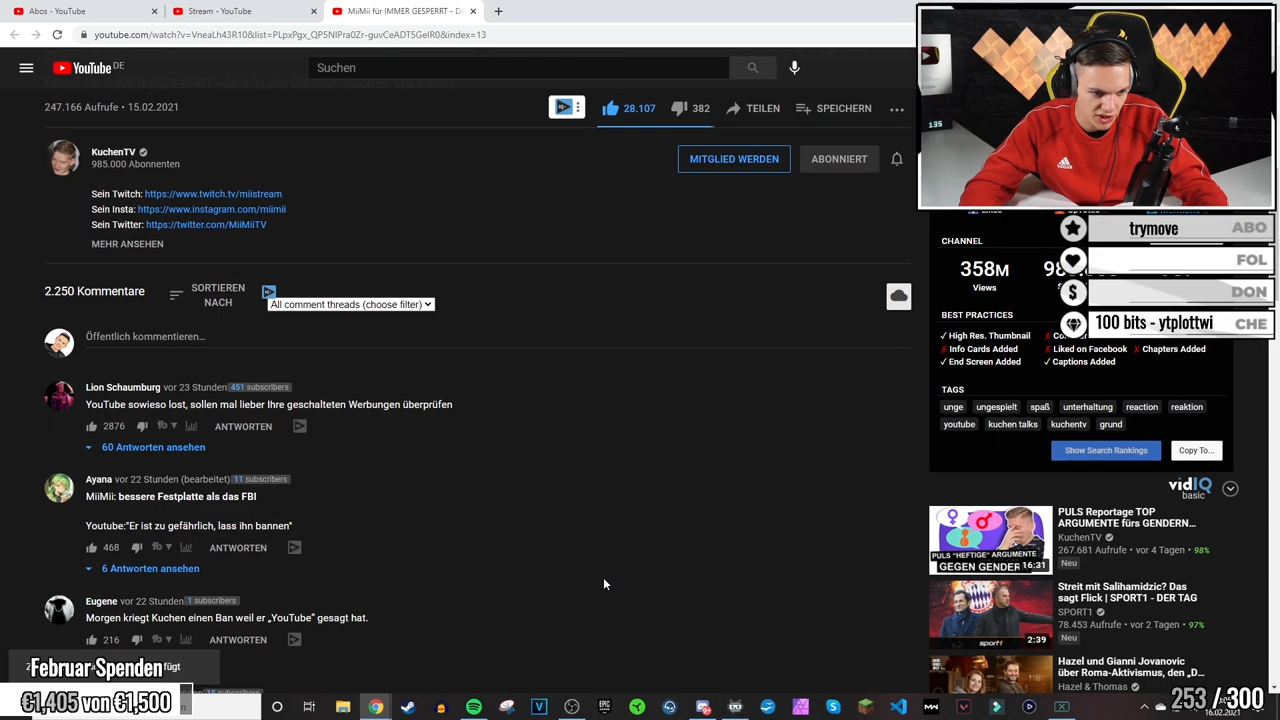 Abos - YouTube
Stream - YouTube
MiiMii für IMMER GESPERRT - DA
youtube.com/watch?v=VneaLh43R10&list=PLpxPgx_QP5NIPra0Zr-guvCeADT5GeIR0&index=13
YouTube DE
Suchen
247.166 Aufrufe • 15.02.2021
28.107
382
TEILEN
SPEICHERN
KuchenTV
985.000 Abonnenten
MITGLIED WERDEN
ABONNIERT
Sein Twitch: https://www.twitch.tv/miistream
Sein Insta: https://www.instagram.com/miimii
Sein Twitter: https://twitter.com/MiiMiiTV
MEHR ANSEHEN
2.250 Kommentare
SORTIEREN
NACH
All comment threads (choose filter)
Öffentlich kommentieren...
Lion Schaumburg vor 23 Stunden 451 subscribers
YouTube sowieso lost, sollen mal lieber Ihre geschalteten Werbungen überprüfen
2876
ANTWORTEN
60 Antworten ansehen
Ayana vor 22 Stunden (bearbeitet) 11 subscribers
MiiMii: bessere Festplatte als das FBI
Youtube:"Er ist zu gefährlich, lass ihn bannen"
468
ANTWORTEN
6 Antworten ansehen
Eugene vor 22 Stunden 1 subscribers
Morgen kriegt Kuchen einen Ban weil er „YouTube“ gesagt hat.
216
ANTWORTEN
Februar Spenden
€1,405 von €1,500
135
adidas
trymove
ABO
FOL
DON
100 bits - ytplottwi
CHE
CHANNEL
358M
Views
BEST PRACTICES
✓ High Res. Thumbnail
✗ Info Cards Added
✗ Liked on Facebook
✗ Chapters Added
✓ End Screen Added
✓ Captions Added
TAGS
unge
ungespielt
spaß
unterhaltung
reaction
reaktion
youtube
kuchen talks
kuchentv
grund
Show Search Rankings
Copy To...
vidIQ
basic
PULS "HEFTIGE" ARGUMENTE
GEGEN GENDER
16:31
PULS Reportage TOP
ARGUMENTE fürs GENDERN...
KuchenTV
267.681 Aufrufe • vor 4 Tagen • 98%
Neu
sport1
2:39
Streit mit Salihamidzic? Das
sagt Flick | SPORT1 - DER TAG
SPORT1
78.453 Aufrufe • vor 2 Tagen • 97%
Neu
Hazel und Gianni Jovanovic
über Roma-Aktivismus, den „D...
Hazel & Thomas
253 / 300
16.02.2021